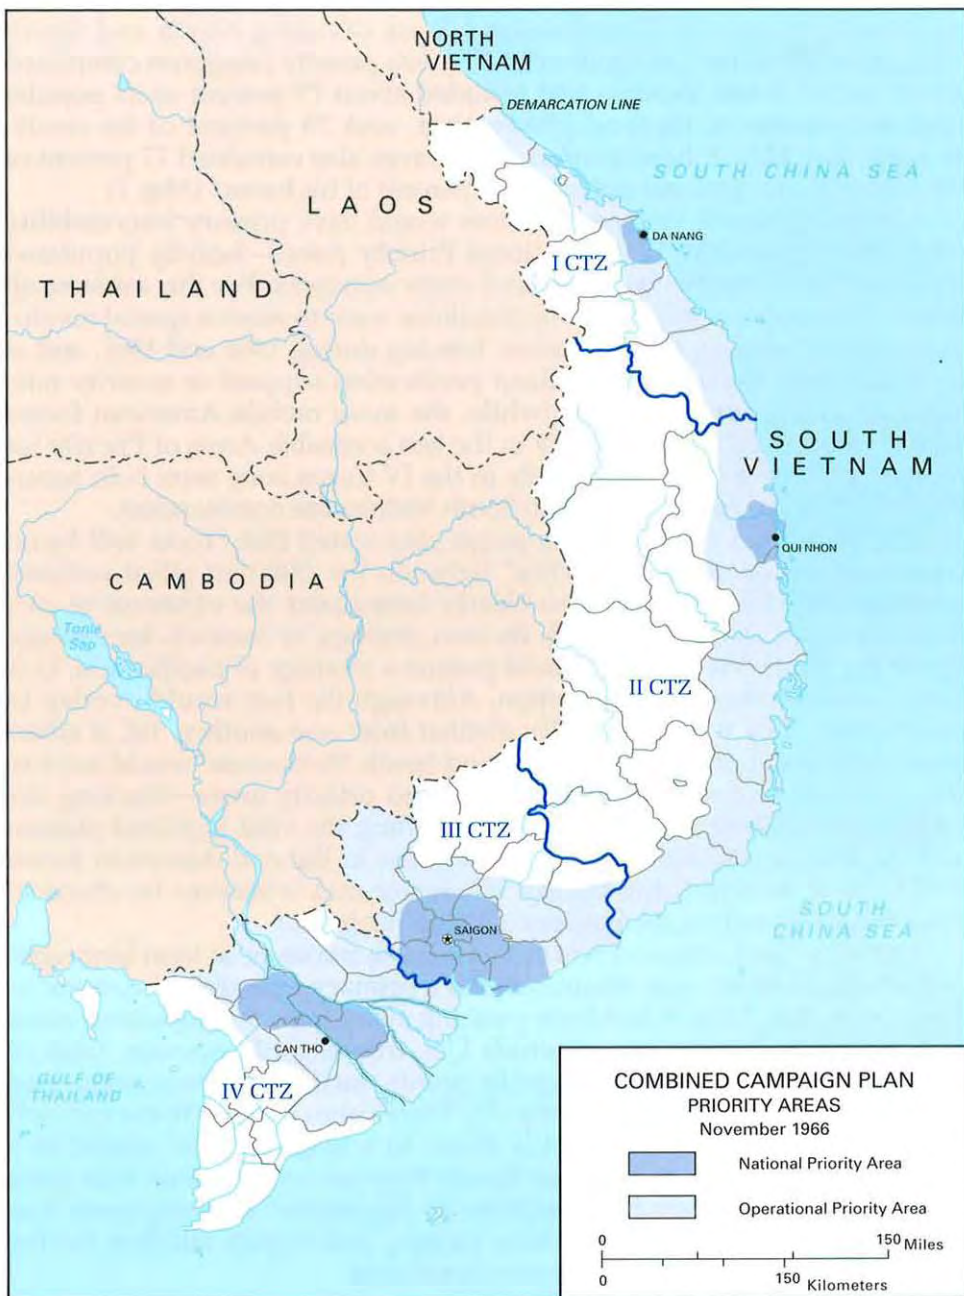 NORTH
VIETNAM
DEMARCATION LINE
SOUTH CHINA SEA
LAOS
DA NANG
I CTZ
THAILAND
SOUTH
VIETNAM
QUI NHON
CAMBODIA
Tonle
Sap
II CTZ
III CTZ
SAIGON
SOUTH
CHINA SEA
CAN THO
GULF OF
THAILAND
IV CTZ
COMBINED CAMPAIGN PLAN
PRIORITY AREAS
November 1966
National Priority Area
Operational Priority Area
0 150 Miles
0 150 Kilometers